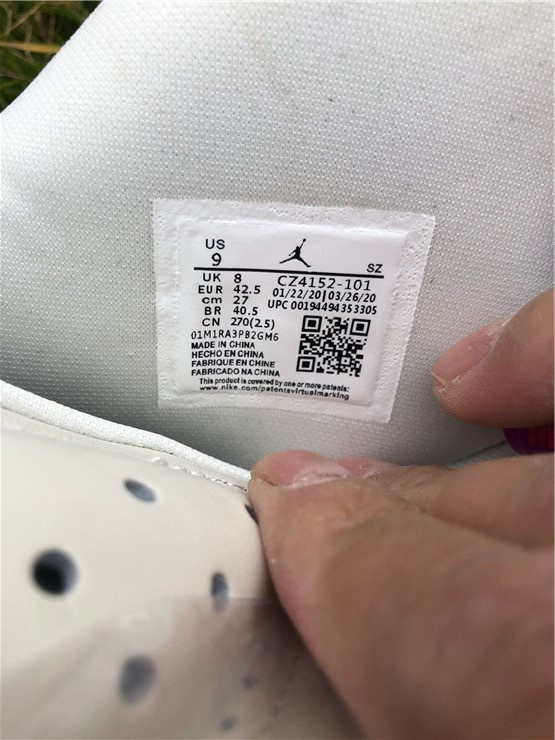 US
9
SZ
UK 8 CZ4152-101
EUR 42.5 01/22/20|03/26/20
cm 27 UPC 00194494353305
BR 40.5
CN 270(2.5)
01M1RA3PB2GM6
MADE IN CHINA
HECHO EN CHINA
FABRIQUE EN CHINE
FABRICADO NA CHINA
This product is covered by one or more patents:
www.nike.com/patentsvirtualmarking